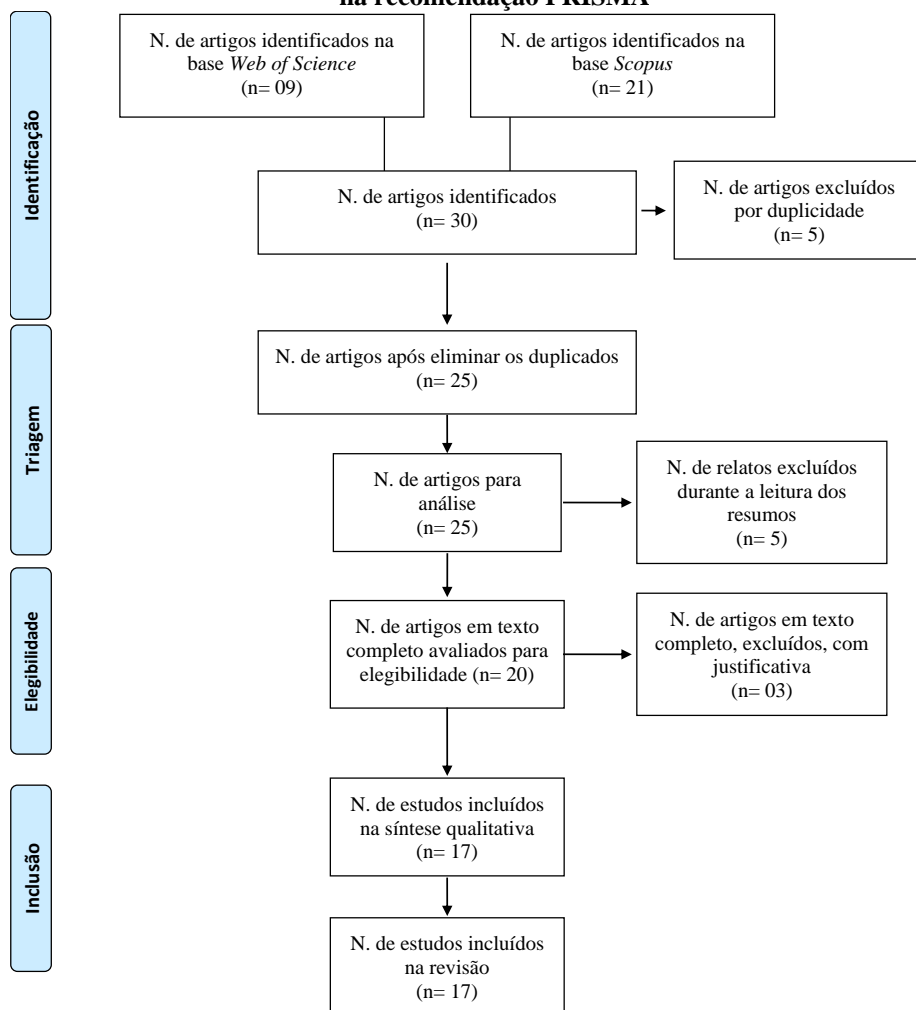 na recomendação PRISMA
N. de artigos identificados na
base Web of Science
(n= 09)
N. de artigos identificados na
base Scopus
(n= 21)
Identificação
N. de artigos identificados
(n= 30)
N. de artigos excluídos
por duplicidade
(n= 5)
Triagem
N. de artigos após eliminar os duplicados
(n= 25)
N. de artigos para
análise
(n= 25)
N. de relatos excluídos
durante a leitura dos
resumos
(n= 5)
Elegibilidade
N. de artigos em texto
completo avaliados para
elegibilidade (n= 20)
N. de artigos em texto
completo, excluídos, com
justificativa
(n= 03)
Inclusão
N. de estudos incluídos
na síntese qualitativa
(n= 17)
N. de estudos incluídos
na revisão
(n= 17)